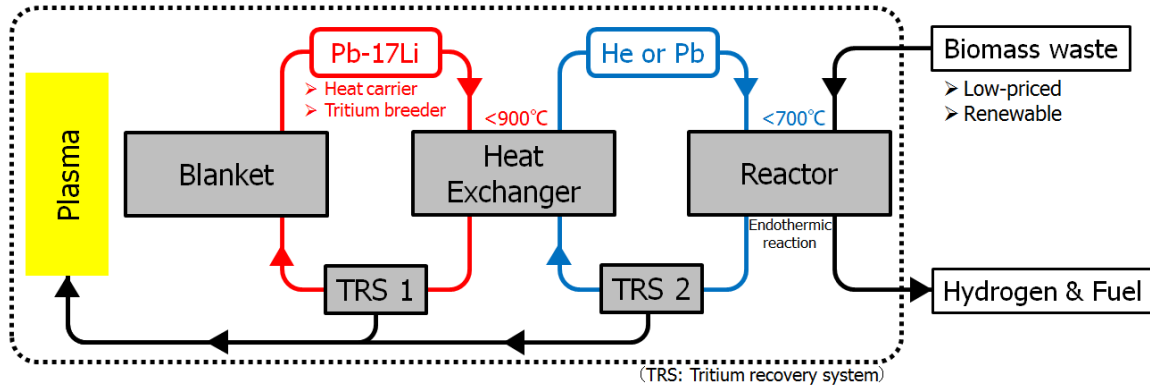 Pb-17Li
➢ Heat carrier
➢ Tritium breeder
He or Pb
Biomass waste
➢ Low-priced
➢ Renewable
<900℃
<700℃
Plasma
Blanket
Heat
Exchanger
Reactor
Endothermic
reaction
TRS 1
TRS 2
Hydrogen & Fuel
(TRS: Tritium recovery system)